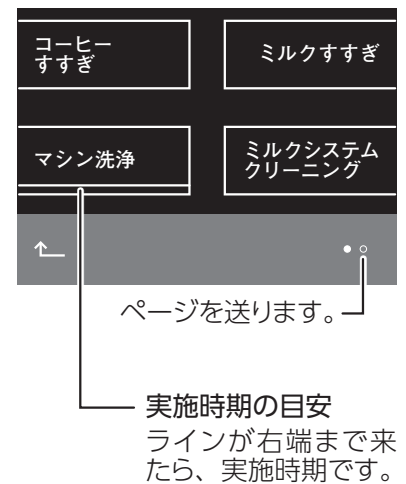 コーヒー
すすぎ
ミルクすすぎ
マシン洗浄
ミルクシステム
クリーニング
ページを送ります。
実施時期の目安
ラインが右端まで来
たら、実施時期です。